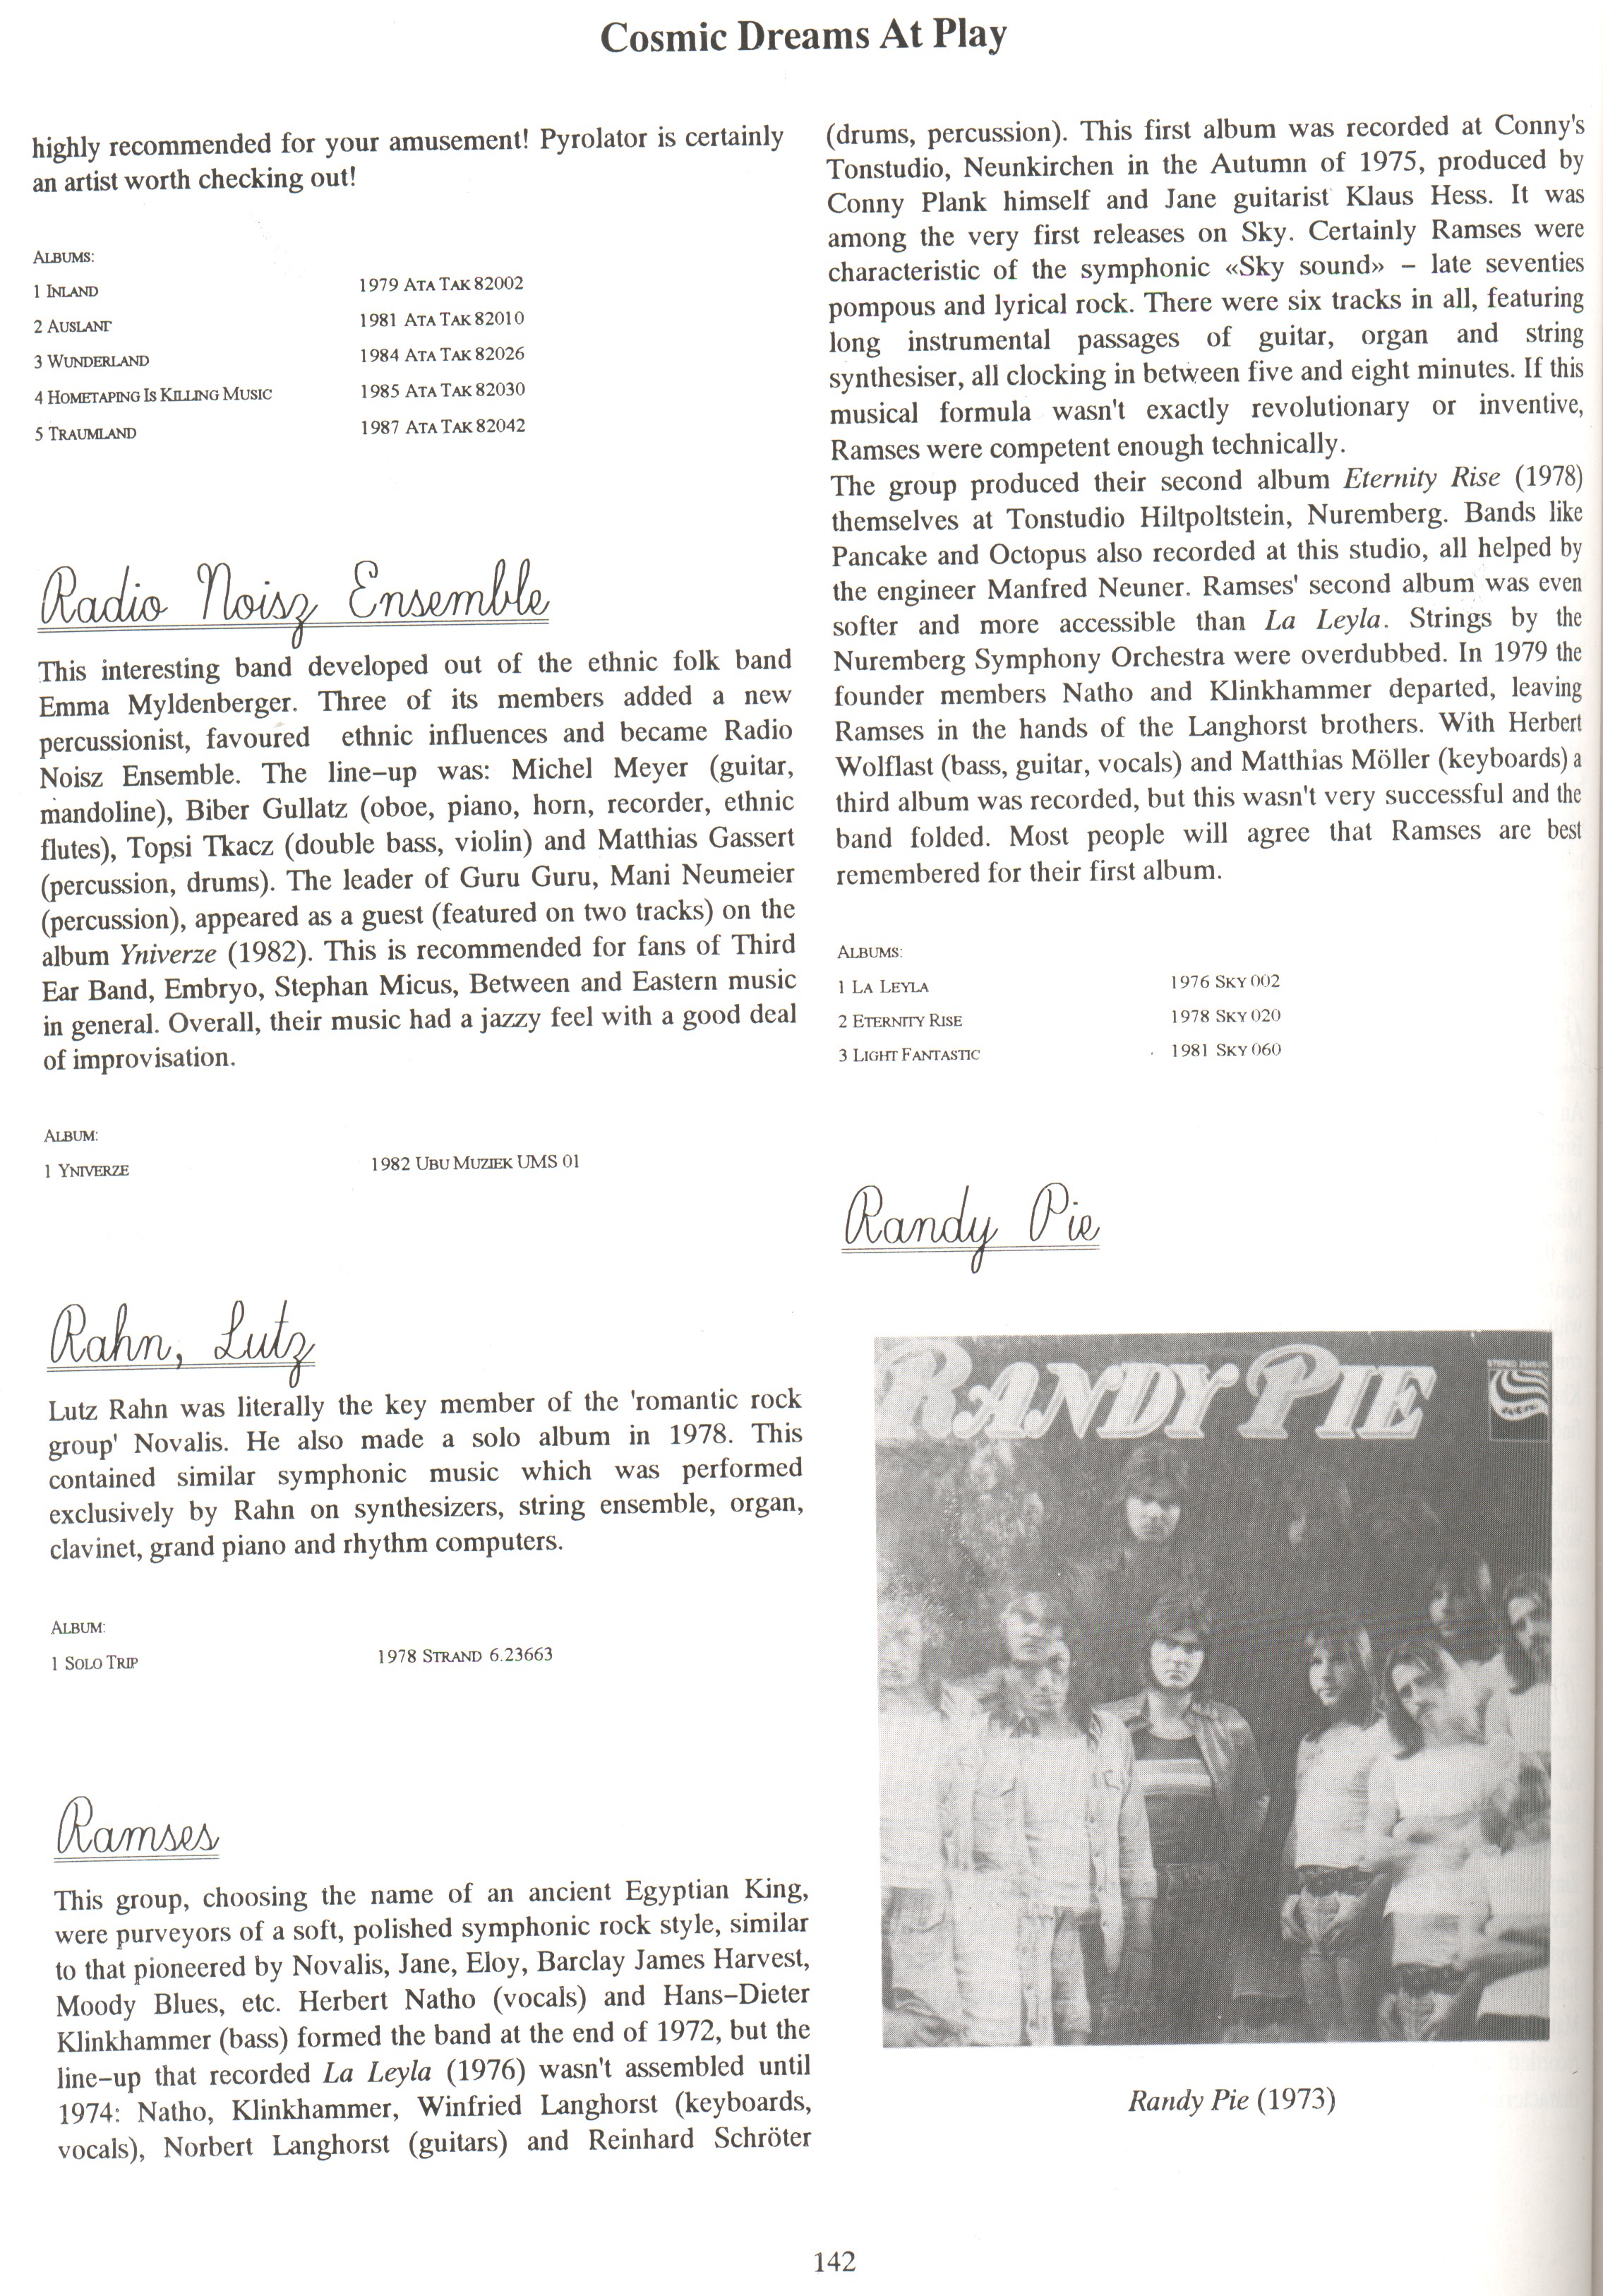 Cosmic Dreams At Play
highly recommended for your amusement! Pyrolator is certainly
an artist worth checking out!
ALBUMS:
1 INLAND 1979 ATA TAK 82002
2 AUSLAND 1981 ATA TAK 82010
3 WUNDERLAND 1984 ATA TAK 82026
4 HOMETAPING IS KILLING MUSIC 1985 ATA TAK 82030
5 TRAUMLAND 1987 ATA TAK 82042
Radio Noisz Ensemble
This interesting band developed out of the ethnic folk band
Emma Myldenberger. Three of its members added a new
percussionist, favoured ethnic influences and became Radio
Noisz Ensemble. The line–up was: Michel Meyer (guitar,
mandoline), Biber Gullatz (oboe, piano, horn, recorder, ethnic
flutes), Topsi Tkacz (double bass, violin) and Matthias Gassert
(percussion, drums). The leader of Guru Guru, Mani Neumeier
(percussion), appeared as a guest (featured on two tracks) on the
album Yniverze (1982). This is recommended for fans of Third
Ear Band, Embryo, Stephan Micus, Between and Eastern music
in general. Overall, their music had a jazzy feel with a good deal
of improvisation.
ALBUM:
1 YNIVERZE 1982 UBU MUZIEK UMS 01
Rahn, Lutz
Lutz Rahn was literally the key member of the 'romantic rock
group' Novalis. He also made a solo album in 1978. This
contained similar symphonic music which was performed
exclusively by Rahn on synthesizers, string ensemble, organ,
clavinet, grand piano and rhythm computers.
ALBUM:
1 SOLO TRIP 1978 STRAND 6.23663
Ramses
This group, choosing the name of an ancient Egyptian King,
were purveyors of a soft, polished symphonic rock style, similar
to that pioneered by Novalis, Jane, Eloy, Barclay James Harvest,
Moody Blues, etc. Herbert Natho (vocals) and Hans–Dieter
Klinkhammer (bass) formed the band at the end of 1972, but the
line–up that recorded La Leyla (1976) wasn't assembled until
1974: Natho, Klinkhammer, Winfried Langhorst (keyboards,
vocals), Norbert Langhorst (guitars) and Reinhard Schröter
(drums, percussion). This first album was recorded at Conny's
Tonstudio, Neunkirchen in the Autumn of 1975, produced by
Conny Plank himself and Jane guitarist Klaus Hess. It was
among the very first releases on Sky. Certainly Ramses were
characteristic of the symphonic «Sky sound» – late seventies
pompous and lyrical rock. There were six tracks in all, featuring
long instrumental passages of guitar, organ and string
synthesiser, all clocking in between five and eight minutes. If this
musical formula wasn't exactly revolutionary or inventive,
Ramses were competent enough technically.
The group produced their second album Eternity Rise (1978)
themselves at Tonstudio Hiltpoltstein, Nuremberg. Bands like
Pancake and Octopus also recorded at this studio, all helped by
the engineer Manfred Neuner. Ramses' second album was even
softer and more accessible than La Leyla. Strings by the
Nuremberg Symphony Orchestra were overdubbed. In 1979 the
founder members Natho and Klinkhammer departed, leaving
Ramses in the hands of the Langhorst brothers. With Herbert
Wolflast (bass, guitar, vocals) and Matthias Möller (keyboards) a
third album was recorded, but this wasn't very successful and the
band folded. Most people will agree that Ramses are best
remembered for their first album.
ALBUMS:
1 LA LEYLA 1976 SKY 002
2 ETERNITY RISE 1978 SKY 020
3 LIGHT FANTASTIC 1981 SKY 060
Randy Pie
RANDY PIE
Randy Pie (1973)
142